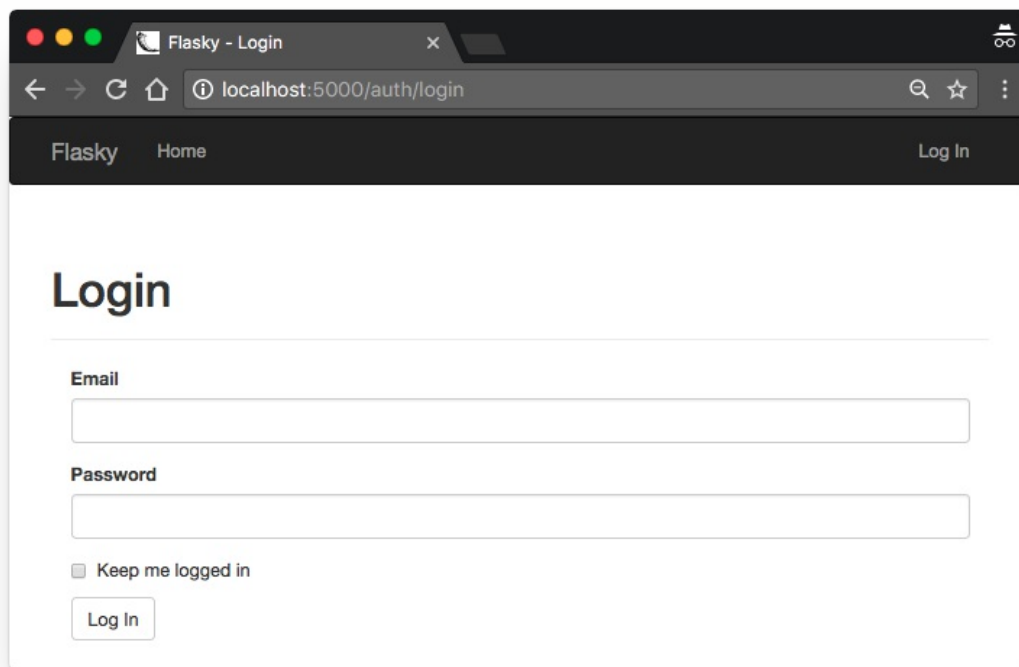 Flasky - Login
localhost:5000/auth/login
Flasky Home Log In
Login
Email
Password
Keep me logged in
Log In